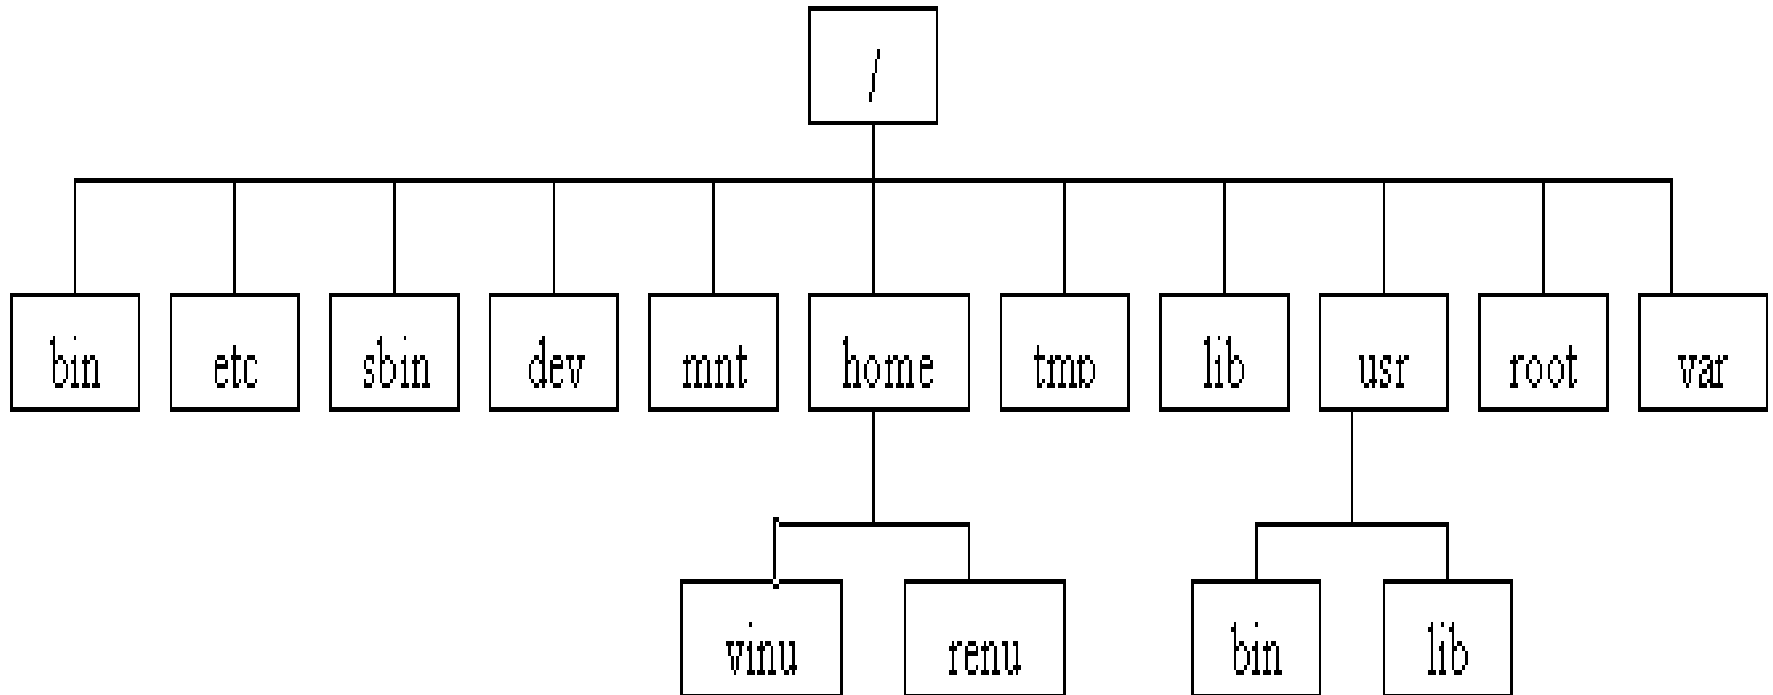 /
bin etc sbin dev mnt home tmp lib usr root var
vinu renu bin lib